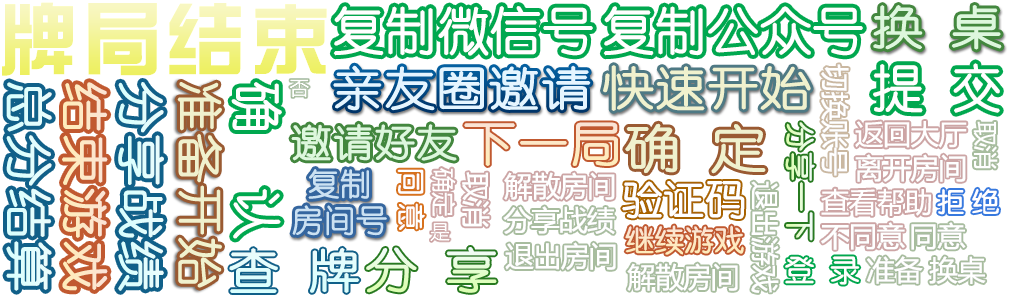 牌局结束
复制微信号
复制公众号
换 桌
亲友圈邀请
快速开始
提 交
总分结算
结束游戏
分享战绩
准备开始
确 认
否
邀请好友
下一局
确 定
切换账号
返回大厅
取消
离开房间
复制
房间号
同意
确定
是
取消
解散房间
分享战绩
退出房间
验证码
继续游戏
解散房间
退出游戏
分享一下
查看帮助
拒 绝
不同意
同意
查 牌
分 享
登 录
准备
换桌